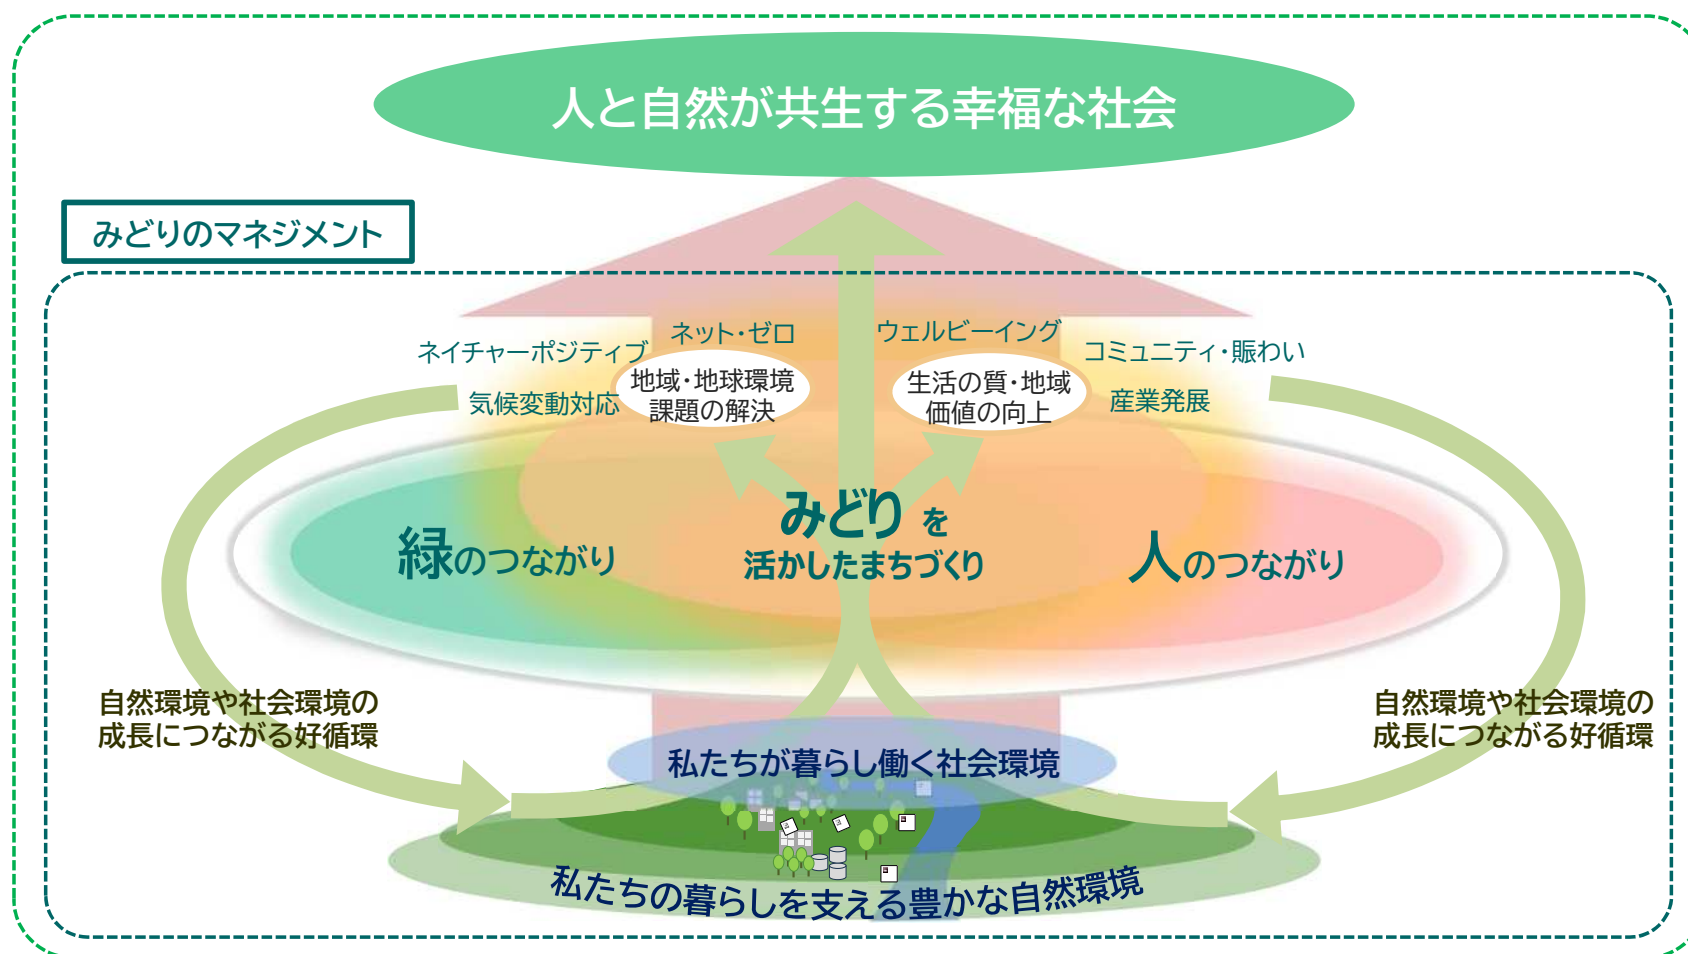 人と自然が共生する幸福な社会
みどりのマネジメント
ネット・ゼロ
ウェルビーイング
ネイチャーポジティブ
コミュニティ・賑わい
地域・地球環境
課題の解決
生活の質・地域
価値の向上
気候変動対応
産業発展
緑のつながり
みどりを
活かしたまちづくり
人のつながり
自然環境や社会環境の
成長につながる好循環
自然環境や社会環境の
成長につながる好循環
私たちが暮らし働く社会環境
私たちの暮らしを支える豊かな自然環境